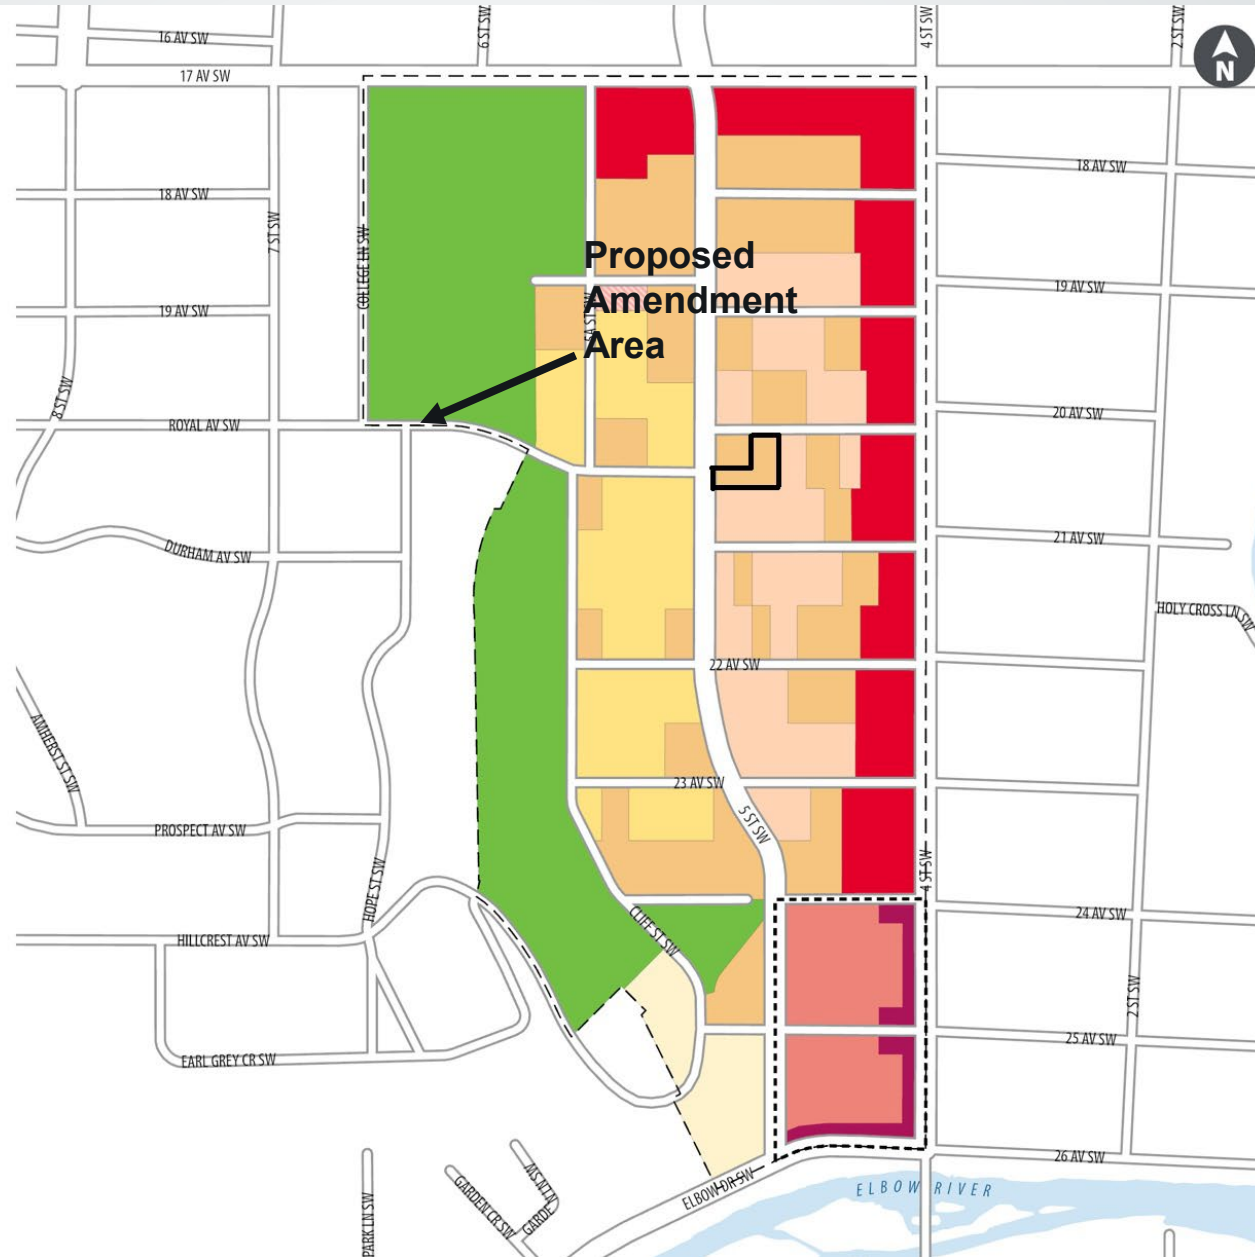 6 ST SW
4 ST SW
2 ST SW
16 AV SW
17 AV SW
N
18 AV SW
18 AV SW
7 ST SW
COLLEGE LN SW
Proposed
Amendment
Area
19 AV SW
19 AV SW
8 ST SW
20 AV SW
ROYAL AV SW
DURHAM AV SW
21 AV SW
HOLY CROSS LN SW
22 AV SW
AMHERST ST SW
23 AV SW
5 ST SW
PROSPECT AV SW
4 ST SW
HOPE ST SW
24 AV SW
CLIFF ST SW
HILLCREST AV SW
2 ST SW
25 AV SW
EARL GREY CR SW
26 AV SW
ELBOW DR SW
ELBOW RIVER
GARDEN CR SW
PARK LN SW